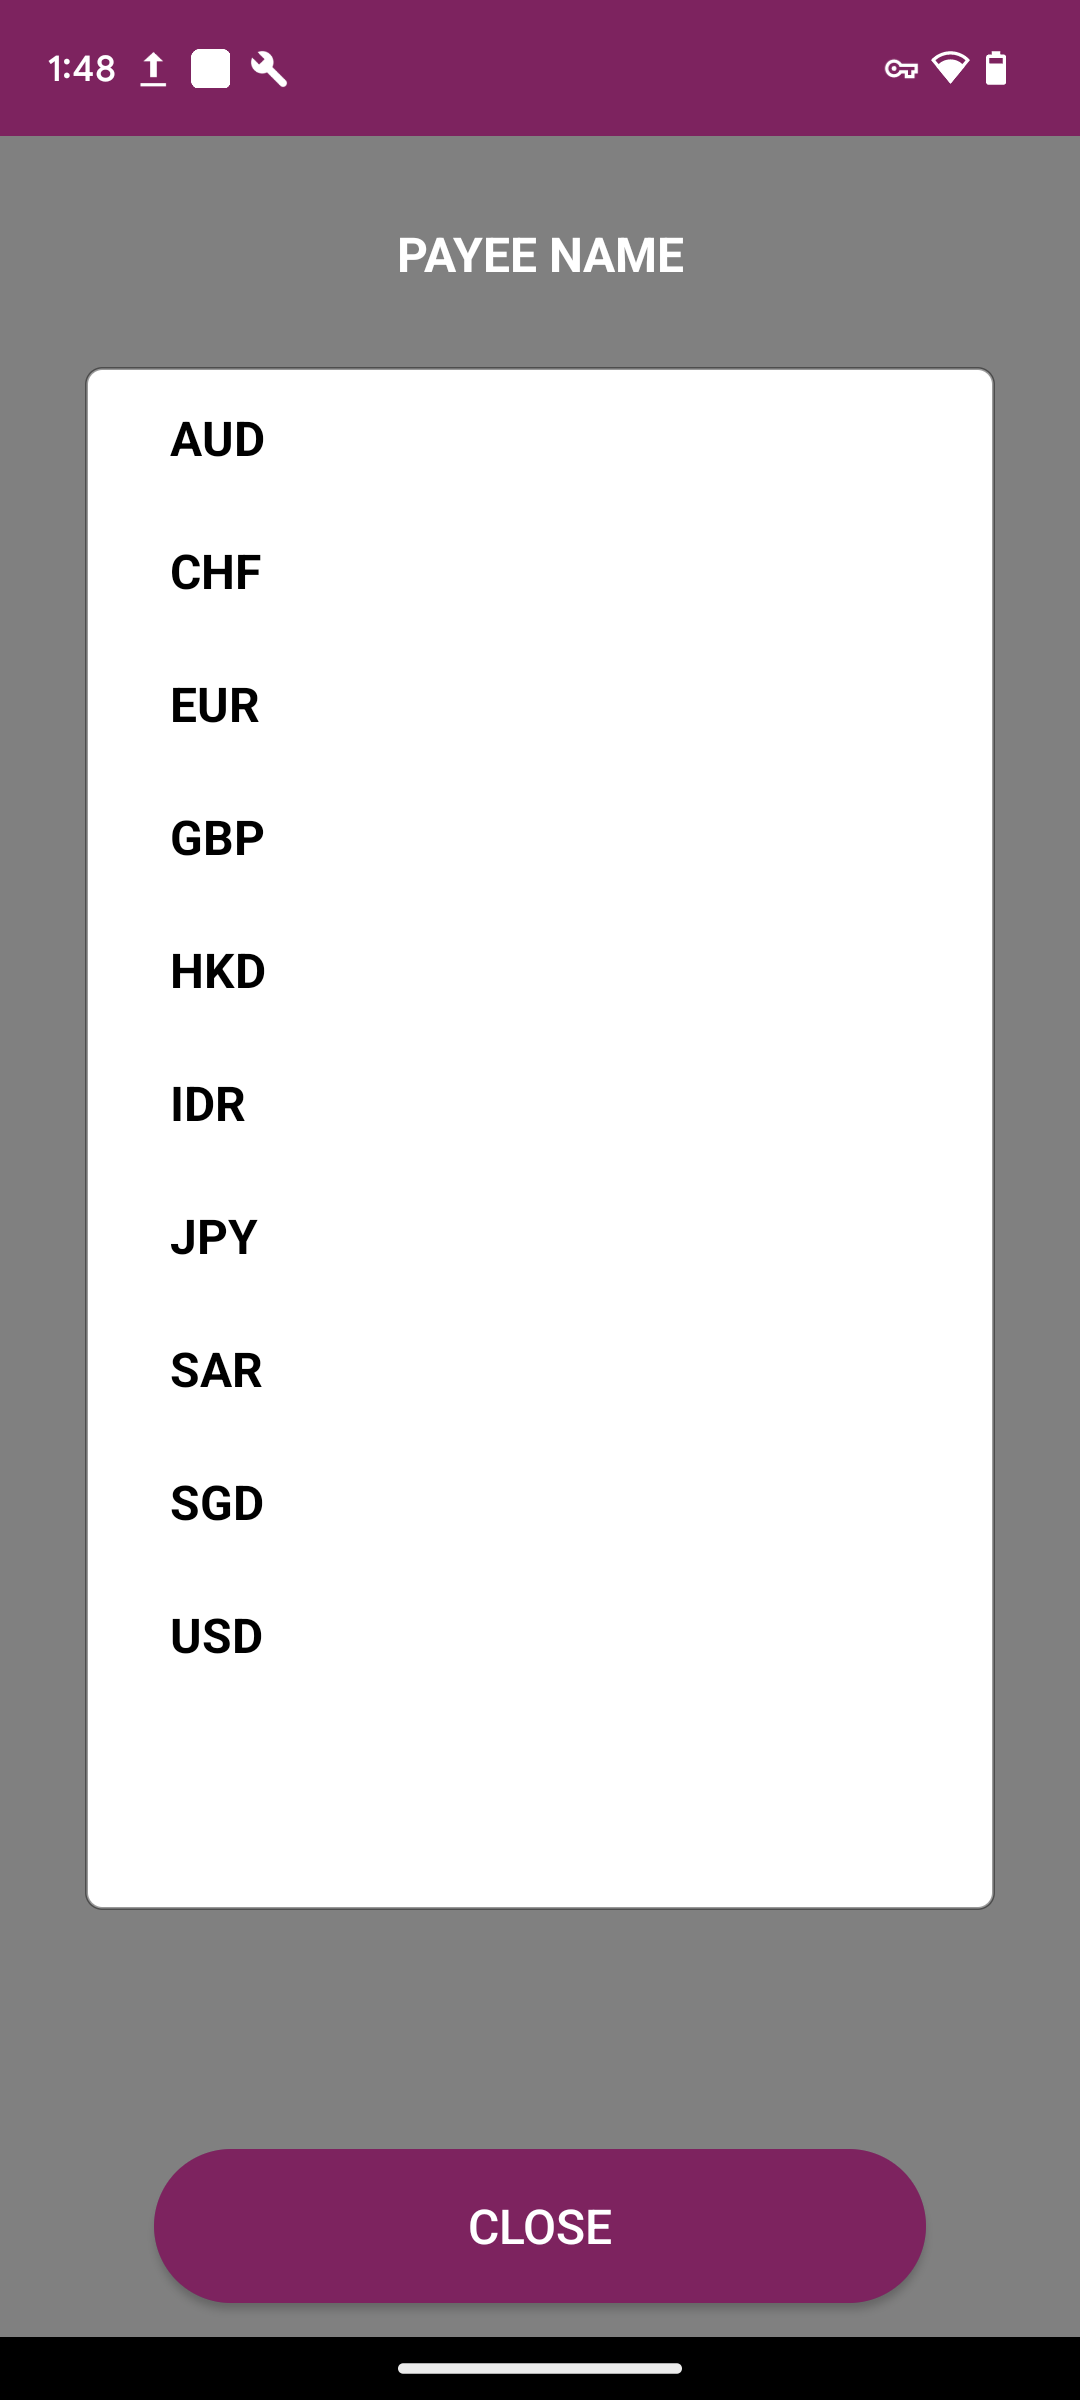 1:48
PAYEE NAME
AUD
CHF
EUR
GBP
HKD
IDR
JPY
SAR
SGD
USD
CLOSE